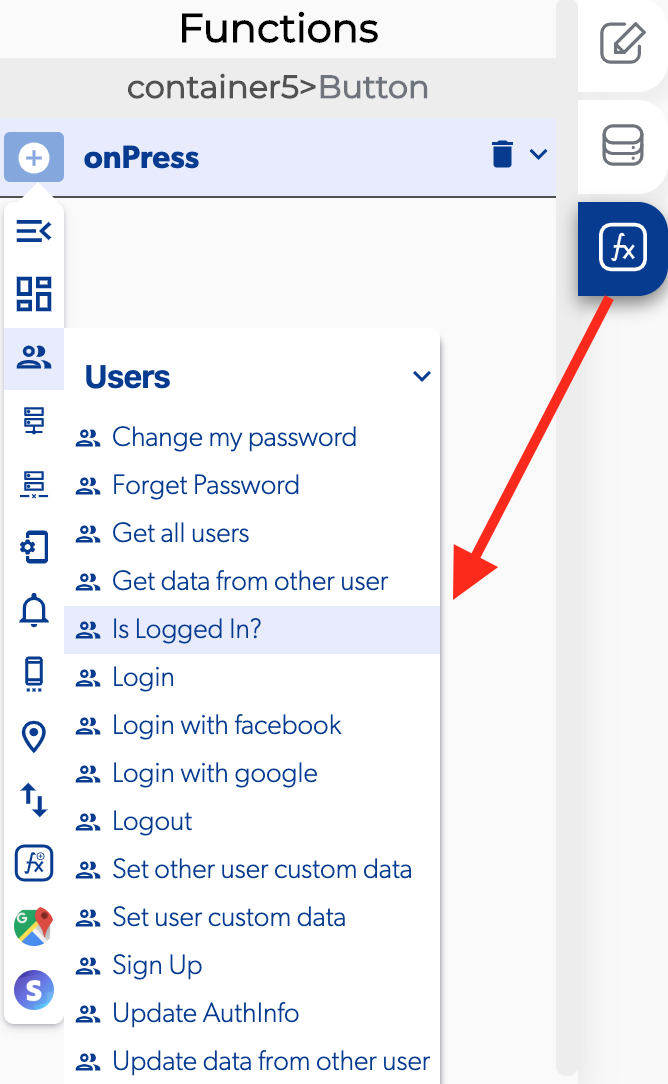 Functions
container5>Button
onPress
fx
Users
Change my password
Forget Password
Get all users
Get data from other user
Is Logged In?
Login
Login with facebook
Login with google
Logout
Set other user custom data
fx
Set user custom data
G
Sign Up
S
Update AuthInfo
Update data from other user